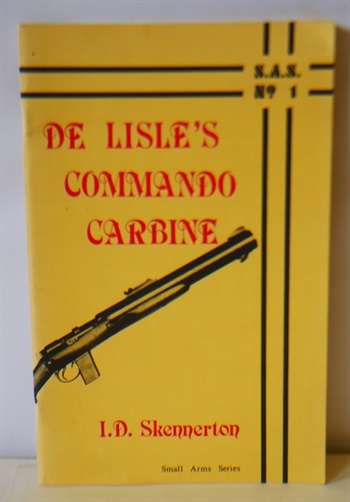 S.A.S.
Nº 1
DE LISLE'S
COMMANDO
CARBINE
I.D. Skennerton
Small Arms Series